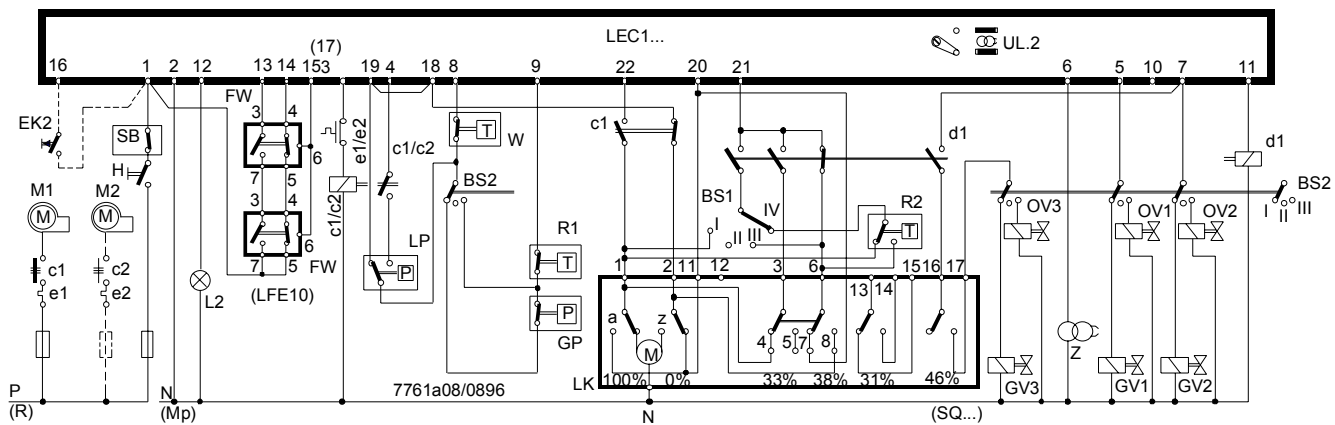 LEC1...
UL.2
(17)
16 1 2 12 13 14 15 3 19 4 18 8 9 22 20 21 6 5 10 7 11
FW
3 4
EK2
SB
6
e1/e2
T
W
c1
d1
d1
c1/c2
H
7 5
BS2
BS1
BS2
M1
M2
3 4
c1/c2
IV
R2
OV3
OV1
OV2
I II III
M
M
6
R1
I
II III
T
LP
T
c1
c2
7 5
FW
P
1 2 11 12 3 6 15 16 17
e1
e2
L2
(LFE10)
P
13 14
GP
a
z
M
4 5 7 8
Z
LK
100% 0% 33% 38% 31% 46%
GV3
GV1
GV2
P
(R)
N
(Mp)
7761a08/0896
N
(SQ...)